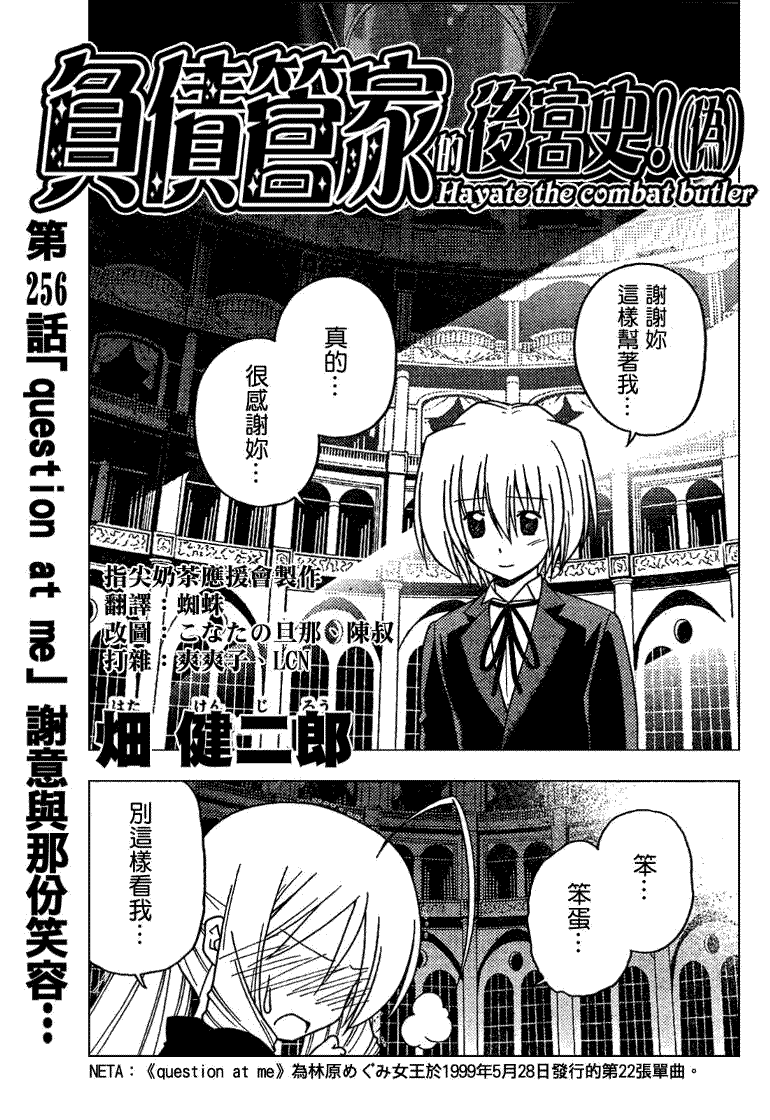 負債管家的後宮史！(偽)
Hayate the combat butler
第256話「question at me」謝意與那份笑容…
謝謝妳
這樣幫著我…
真的…
很感謝妳…
指尖奶茶應援會製作
翻譯：蜘蛛
改圖：こなたの旦那、陳叔
打雜：爽爽子、LCN
はた けん じ ろう
畑 健二郎
笨…
笨蛋…
別這樣看我…
NETA：《question at me》為林原めぐみ女王於1999年5月28日發行的第22張單曲。